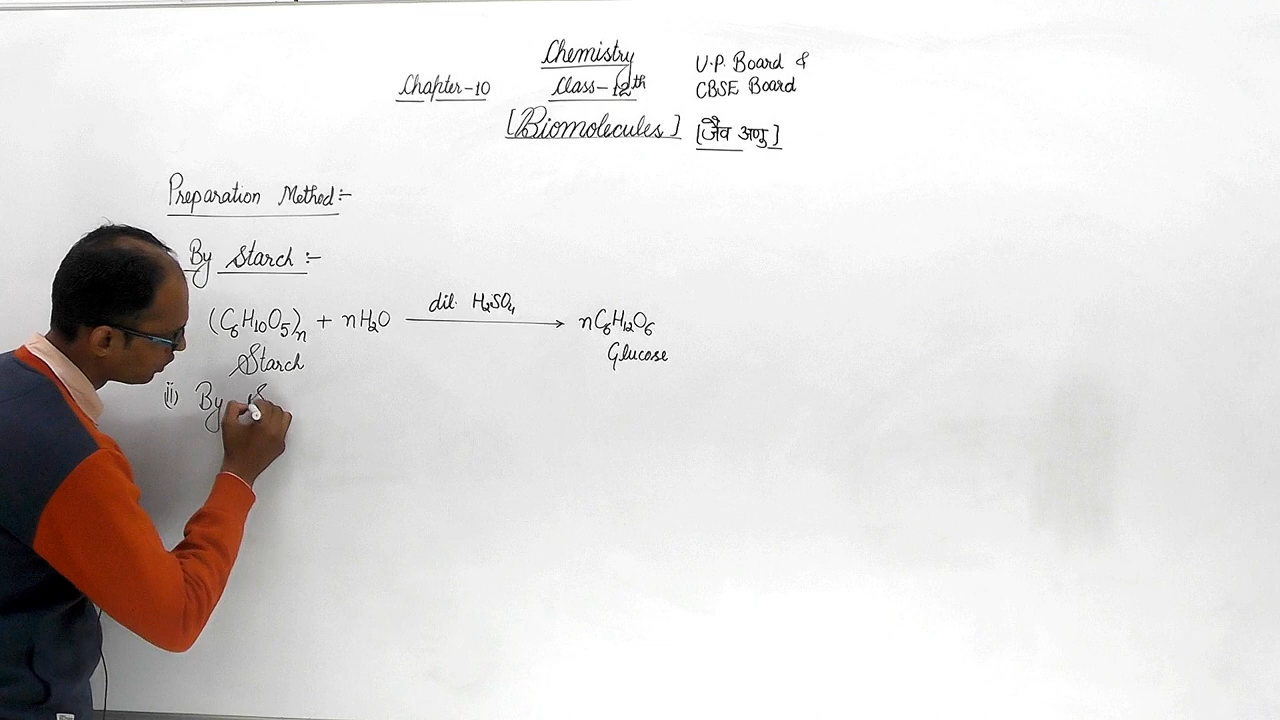 Chemistry
Chapter-10 Class-12th U.P. Board &
CBSE Board
[Biomolecules] [जैव अणु]
Preparation Method:-
By Starch :-
(C6H10O5)n + nH2O dil. H2SO4 nC6H12O6
Starch Glucose
(ii) By